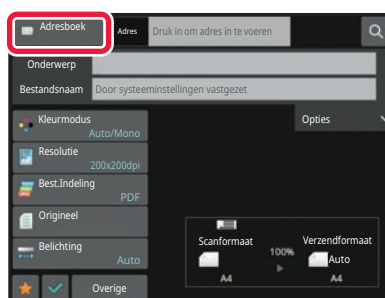 Adresboek Adres Druk in om adres in te voeren
Onderwerp
Bestandsnaam Door systeeminstellingen vastgezet
Kleurmodus Opties
Auto/Mono
Resolutie
200x200dpi
Best.Indeling
PDF
Origineel
Scanformaat 100% Verzendformaat
Belichting Auto
Auto
A4 A4
Overige